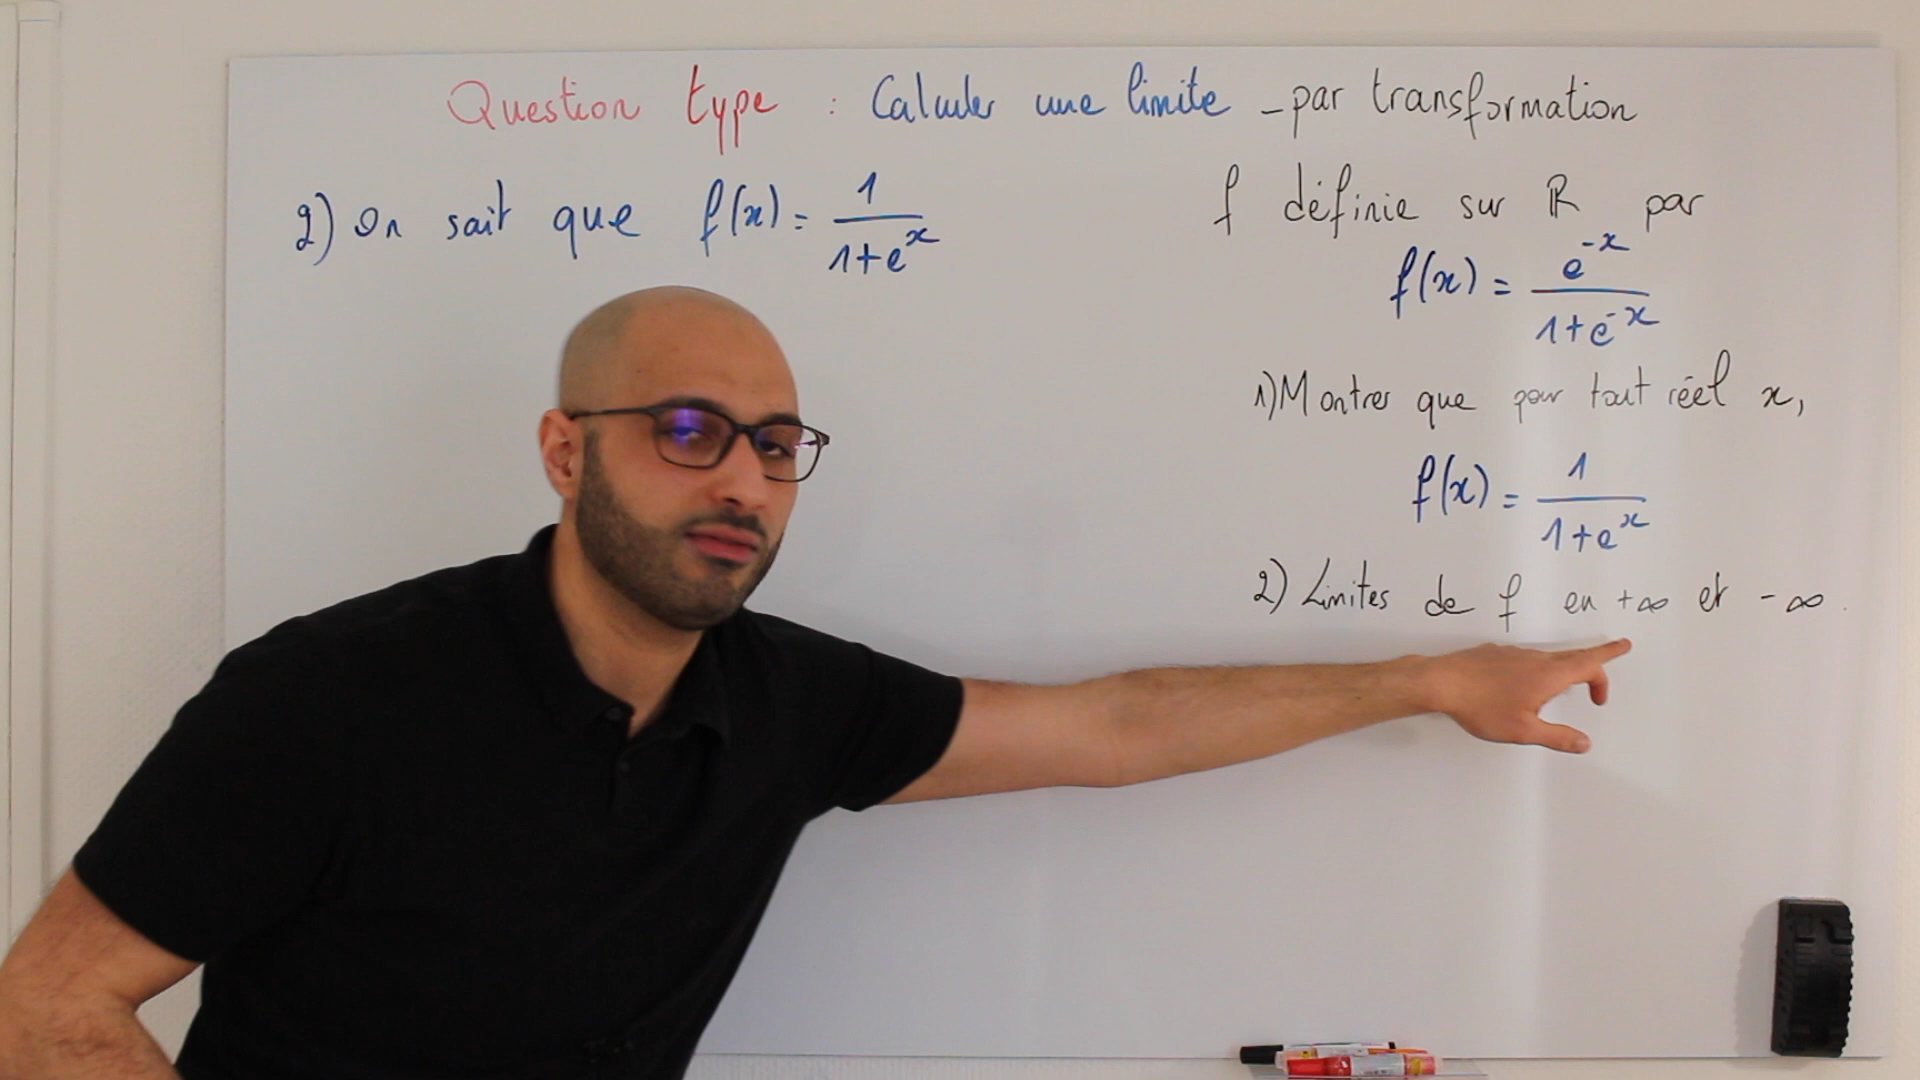 Question type : Calculer une limite - par transformation
2) On sait que f(x) = 1/(1+e^x)
f définie sur ℝ par
f(x) = e^-x/(1+e^-x)
1) Montrer que pour tout réel x,
f(x) = 1/(1+e^x)
2) Limites de f en +∞ et -∞.